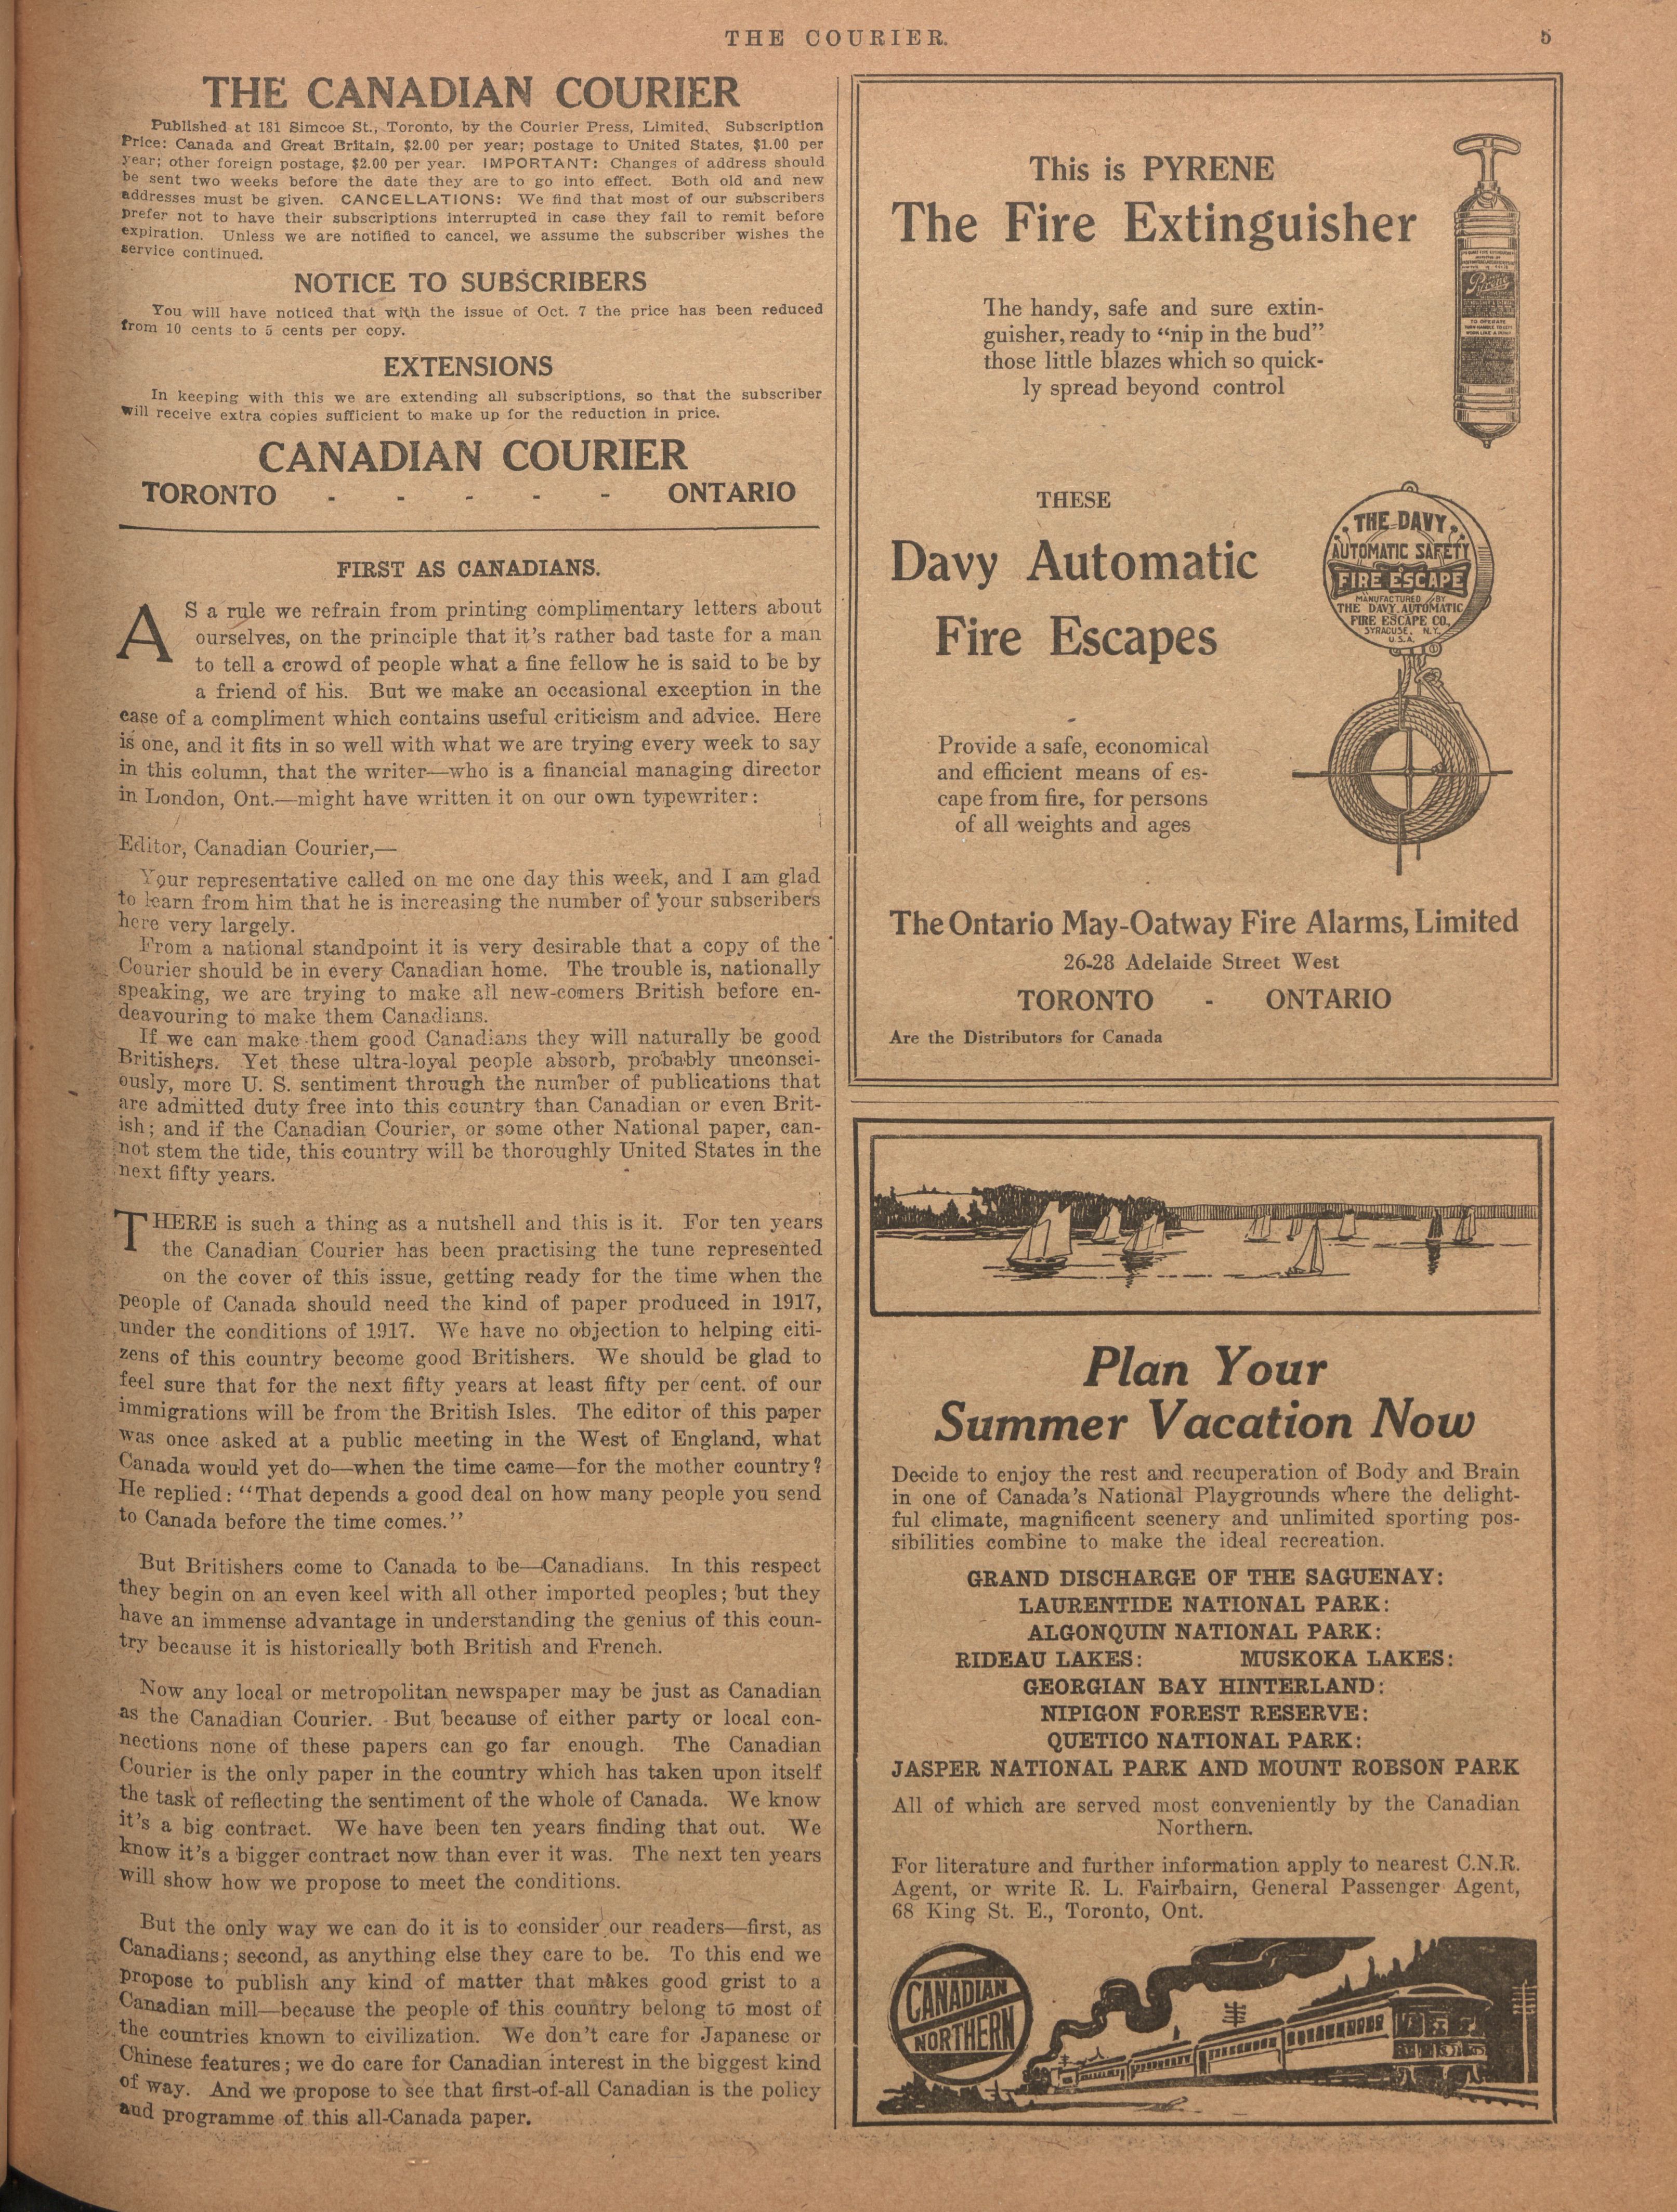 THE COURIER.
5
THE CANADIAN COURIER
Published at 181 Simcoe St., Toronto, by the Courier Press, Limited. Subscription
Price: Canada and Great Britain, $2.00 per year; postage to United States, $1.00 per
year; other foreign postage, $2.00 per year. IMPORTANT: Changes of address should
be sent two weeks before the date they are to go into effect. Both old and new
addresses must be given. CANCELLATIONS: We find that most of our subscribers
prefer not to have their subscriptions interrupted in case they fail to remit before
expiration. Unless we are notified to cancel, we assume the subscriber wishes the
service continued.
NOTICE TO SUBSCRIBERS
You will have noticed that with the issue of Oct. 7 the price has been reduced
from 10 cents to 5 cents per copy.
EXTENSIONS
In keeping with this we are extending all subscriptions, so that the subscriber
will receive extra copies sufficient to make up for the reduction in price.
CANADIAN COURIER
TORONTO - - - - - ONTARIO
FIRST AS CANADIANS.
AS a rule we refrain from printing complimentary letters about
ourselves, on the principle that it's rather bad taste for a man
to tell a crowd of people what a fine fellow he is said to be by
a friend of his. But we make an occasional exception in the
case of a compliment which contains useful criticism and advice. Here
is one, and it fits in so well with what we are trying every week to say
in this column, that the writer—who is a financial managing director
in London, Ont.—might have written it on our own typewriter:
Editor, Canadian Courier,—
Your representative called on me one day this week, and I am glad
to learn from him that he is increasing the number of your subscribers
here very largely.
From a national standpoint it is very desirable that a copy of the
Courier should be in every Canadian home. The trouble is, nationally
speaking, we are trying to make all new-comers British before en-
deavouring to make them Canadians.
If we can make them good Canadians they will naturally be good
Britishers. Yet these ultra-loyal people absorb, probably unconsci-
ously, more U. S. sentiment through the number of publications that
are admitted duty free into this country than Canadian or even Brit-
ish; and if the Canadian Courier, or some other National paper, can-
not stem the tide, this country will be thoroughly United States in the
next fifty years.
THERE is such a thing as a nutshell and this is it. For ten years
the Canadian Courier has been practising the tune represented
on the cover of this issue, getting ready for the time when the
people of Canada should need the kind of paper produced in 1917,
under the conditions of 1917. We have no objection to helping citi-
zens of this country become good Britishers. We should be glad to
feel sure that for the next fifty years at least fifty per cent. of our
immigrations will be from the British Isles. The editor of this paper
was once asked at a public meeting in the West of England, what
Canada would yet do—when the time came—for the mother country?
He replied: "That depends a good deal on how many people you send
to Canada before the time comes."
But Britishers come to Canada to be—Canadians. In this respect
they begin on an even keel with all other imported peoples; but they
have an immense advantage in understanding the genius of this coun-
try because it is historically both British and French.
Now any local or metropolitan newspaper may be just as Canadian
as the Canadian Courier. But because of either party or local con-
nections none of these papers can go far enough. The Canadian
Courier is the only paper in the country which has taken upon itself
the task of reflecting the sentiment of the whole of Canada. We know
it's a big contract. We have been ten years finding that out. We
know it's a bigger contract now than ever it was. The next ten years
will show how we propose to meet the conditions.
But the only way we can do it is to consider our readers—first, as
Canadians; second, as anything else they care to be. To this end we
propose to publish any kind of matter that makes good grist to a
Canadian mill—because the people of this country belong to most of
the countries known to civilization. We don't care for Japanese or
Chinese features; we do care for Canadian interest in the biggest kind
of way. And we propose to see that first-of-all Canadian is the policy
and programme of this all-Canada paper.
This is PYRENE
The Fire Extinguisher
The handy, safe and sure extin-
guisher, ready to "nip in the bud"
those little blazes which so quick-
ly spread beyond control
Pyrene
TO OPERATE
THESE
Davy Automatic
Fire Escapes
THE DAVY
AUTOMATIC SAFETY
FIRE ESCAPE
MANUFACTURED BY
THE DAVY AUTOMATIC
FIRE ESCAPE CO.
SYRACUSE, N.Y.
U.S.A.
Provide a safe, economical
and efficient means of es-
cape from fire, for persons
of all weights and ages
The Ontario May-Oatway Fire Alarms, Limited
26-28 Adelaide Street West
TORONTO - ONTARIO
Are the Distributors for Canada
Plan Your
Summer Vacation Now
Decide to enjoy the rest and recuperation of Body and Brain
in one of Canada's National Playgrounds where the delight-
ful climate, magnificent scenery and unlimited sporting pos-
sibilities combine to make the ideal recreation.
GRAND DISCHARGE OF THE SAGUENAY:
LAURENTIDE NATIONAL PARK:
ALGONQUIN NATIONAL PARK:
RIDEAU LAKES: MUSKOKA LAKES:
GEORGIAN BAY HINTERLAND:
NIPIGON FOREST RESERVE:
QUETICO NATIONAL PARK:
JASPER NATIONAL PARK AND MOUNT ROBSON PARK
All of which are served most conveniently by the Canadian
Northern.
For literature and further information apply to nearest C.N.R.
Agent, or write R. L. Fairbairn, General Passenger Agent,
68 King St. E., Toronto, Ont.
CANADIAN
NORTHERN